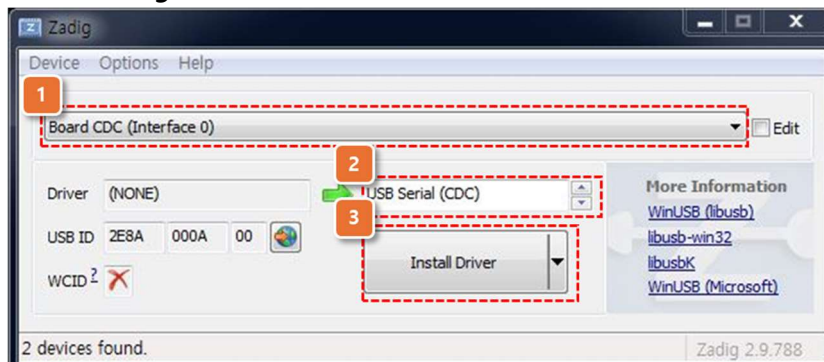 Zadig
Device Options Help
1
Board CDC (Interface 0)
Edit
2
Driver (NONE) USB Serial (CDC)
3
USB ID 2E8A 000A 00
WCID ?
Install Driver
More Information
WinUSB (libusb)
libusb-win32
libusbK
WinUSB (Microsoft)
2 devices found.
Zadig 2.9.788